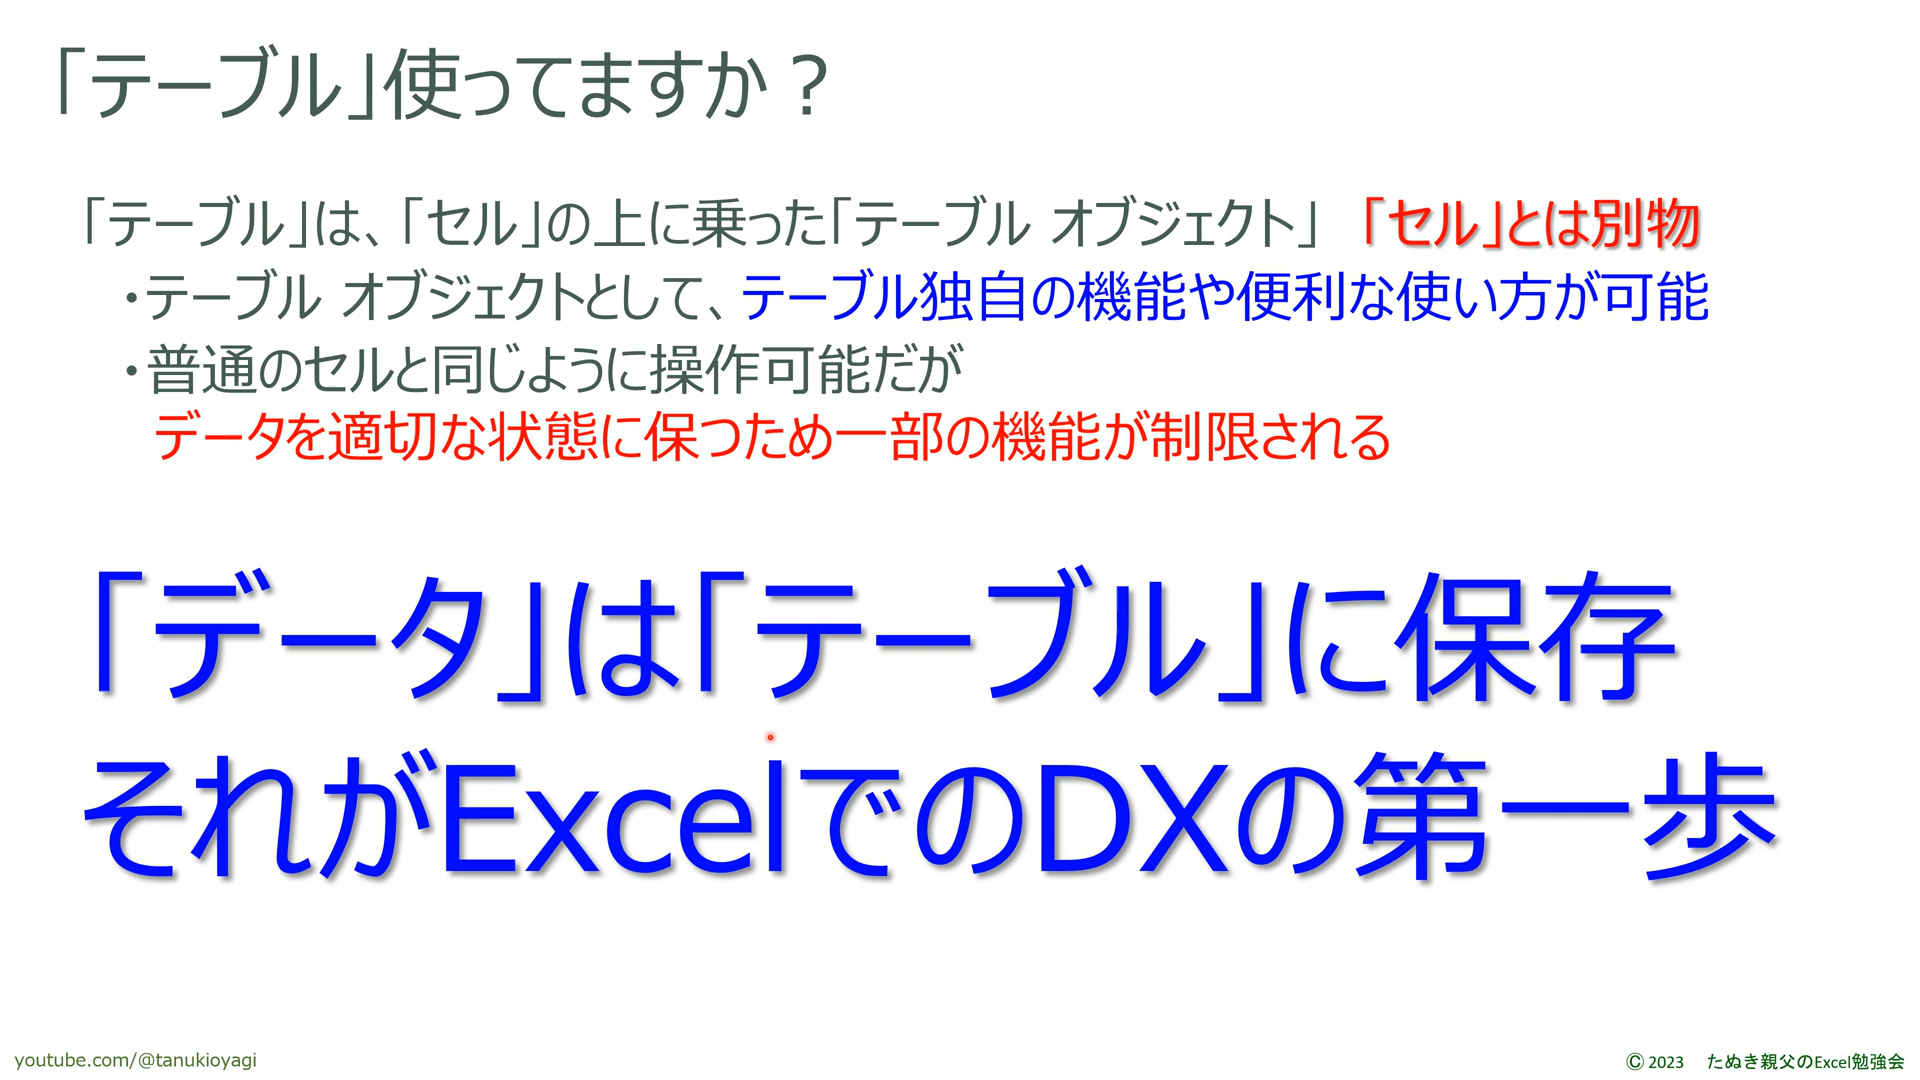 「テーブル」使ってますか？
「テーブル」は、「セル」の上に乗った「テーブル オブジェクト」　「セル」とは別物
・テーブル オブジェクトとして、テーブル独自の機能や便利な使い方が可能
・普通のセルと同じように操作可能だが
データを適切な状態に保つため一部の機能が制限される
「データ」は「テーブル」に保存
それがExcelでのDXの第一歩
youtube.com/@tanukioyagi
© 2023　たぬき親父のExcel勉強会